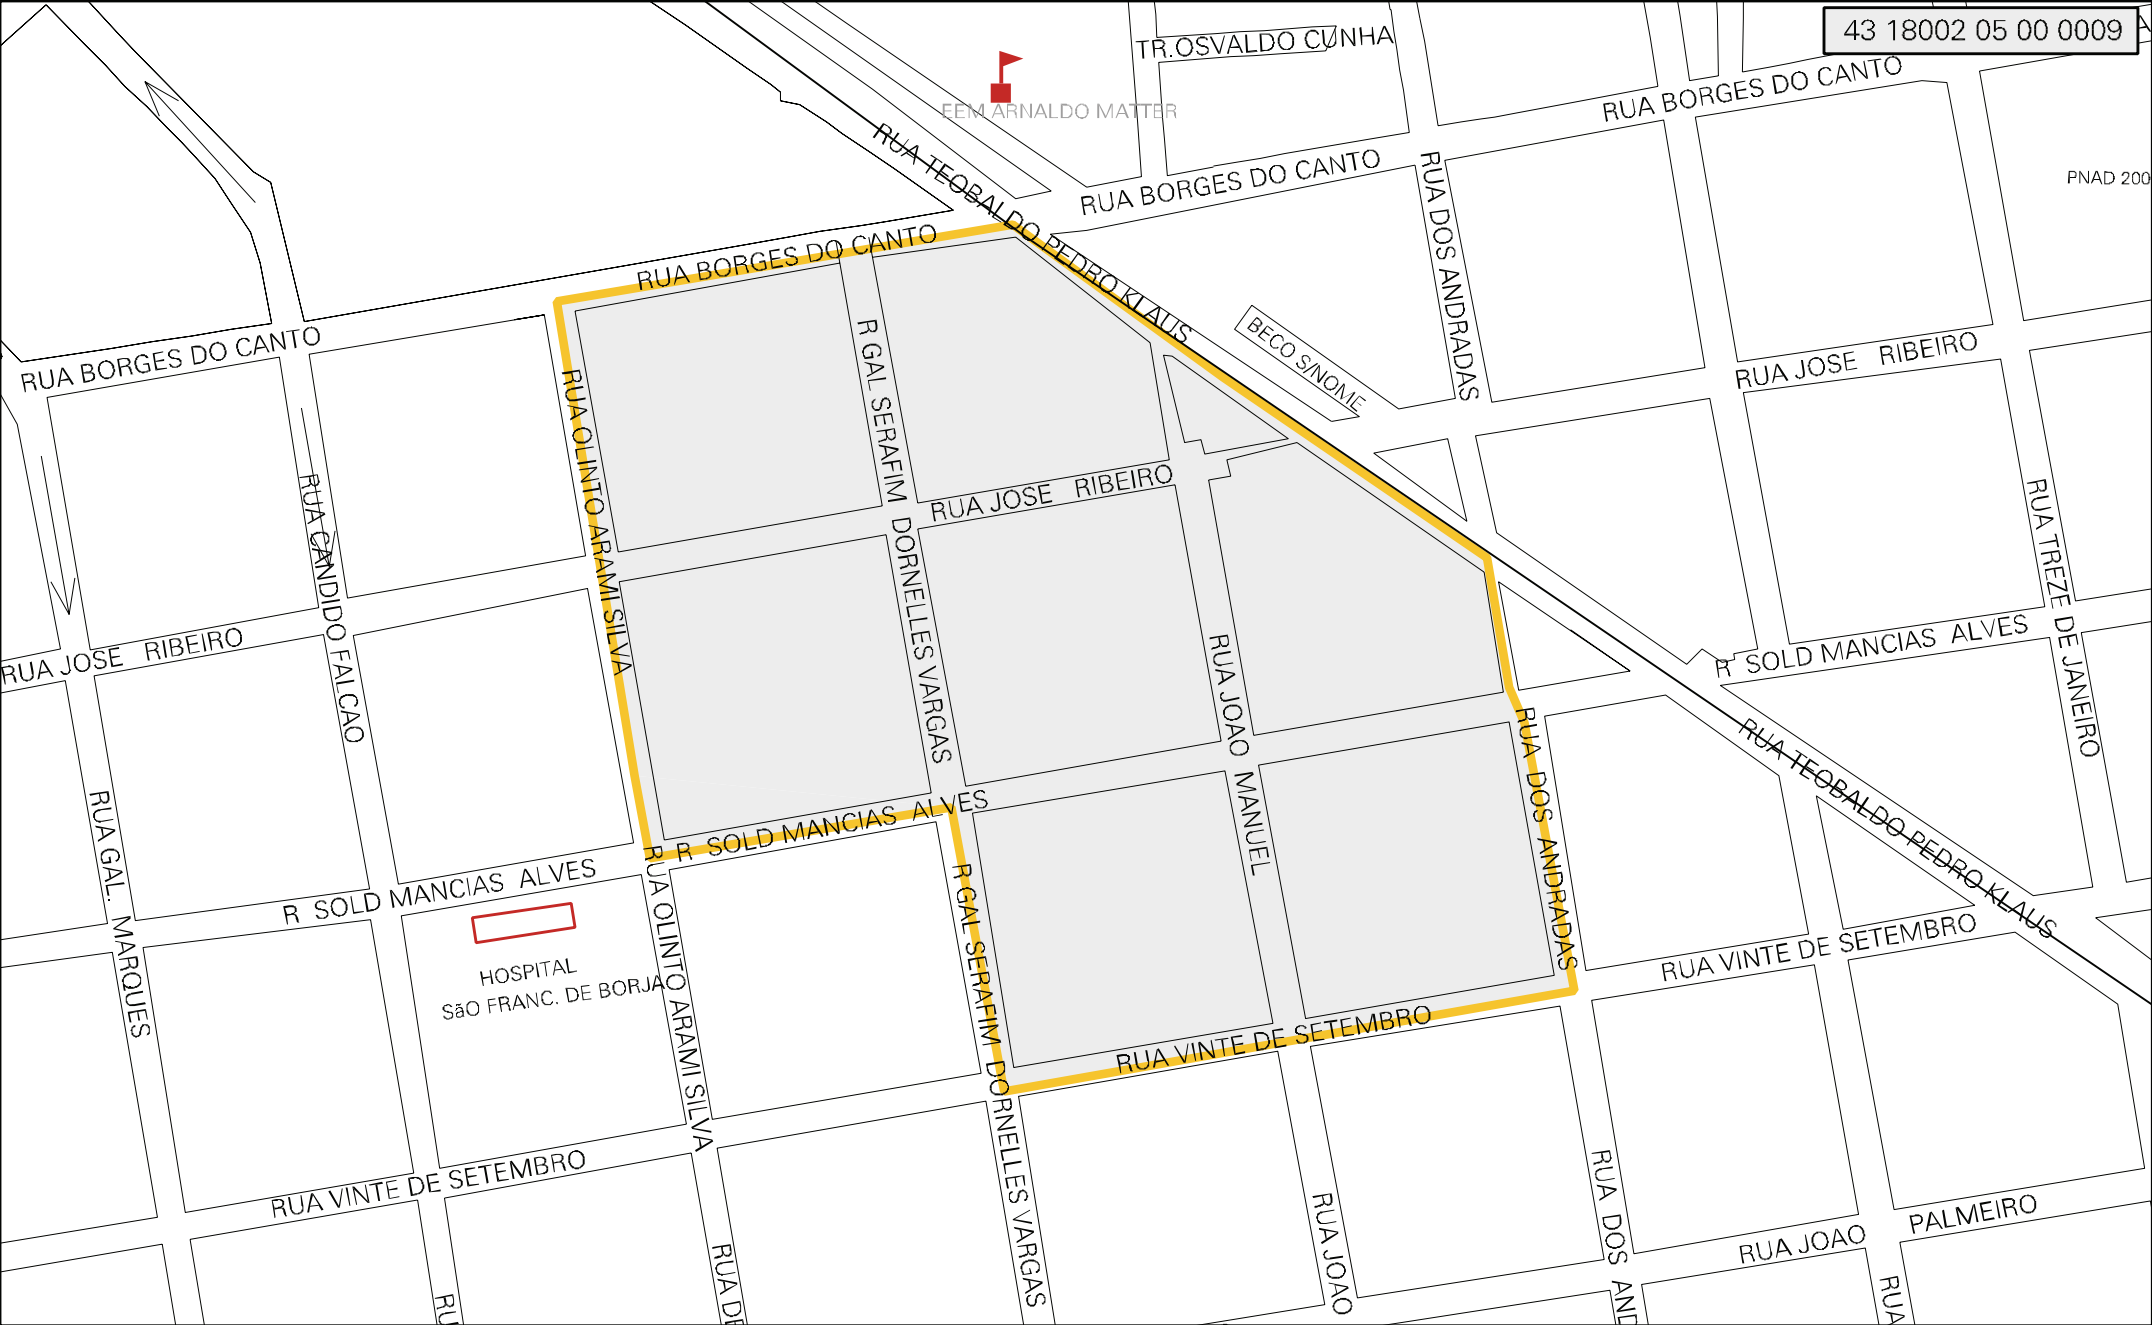 43 18002 05 00 0009
TR.OSVALDO CUNHA
RUA BORGES DO CANTO
EEM ARNALDO MATTER
RUA TEOBALDO PEDRO KLAUS
RUA BORGES DO CANTO
PNAD 200
RUA DOS ANDRADAS
RUA BORGES DO CANTO
RUA BORGES DO CANTO
BECO S/NOME
R GAL SERAFIM DORNELLES VARGAS
RUA JOSE RIBEIRO
RUA OLINTO ARAMI SILVA
RUA CANDIDO FALCAO
RUA JOSE RIBEIRO
RUA TREZE DE JANEIRO
RUA JOSE RIBEIRO
R SOLD MANCIAS ALVES
RUA JOAO MANUEL
RUA DOS ANDRADAS
RUA TEOBALDO PEDRO KLAUS
RUA GAL. MARQUES
R SOLD MANCIAS ALVES
R SOLD MANCIAS ALVES
RUA OLINTO ARAMI SILVA
R GAL SERAFIM DORNELLES VARGAS
HOSPITAL
SãO FRANC. DE BORJA
RUA VINTE DE SETEMBRO
RUA VINTE DE SETEMBRO
RUA VINTE DE SETEMBRO
RUA DOS AND
RUA JOAO
RUA JOAO PALMEIRO
RUA DE
RU
RUA